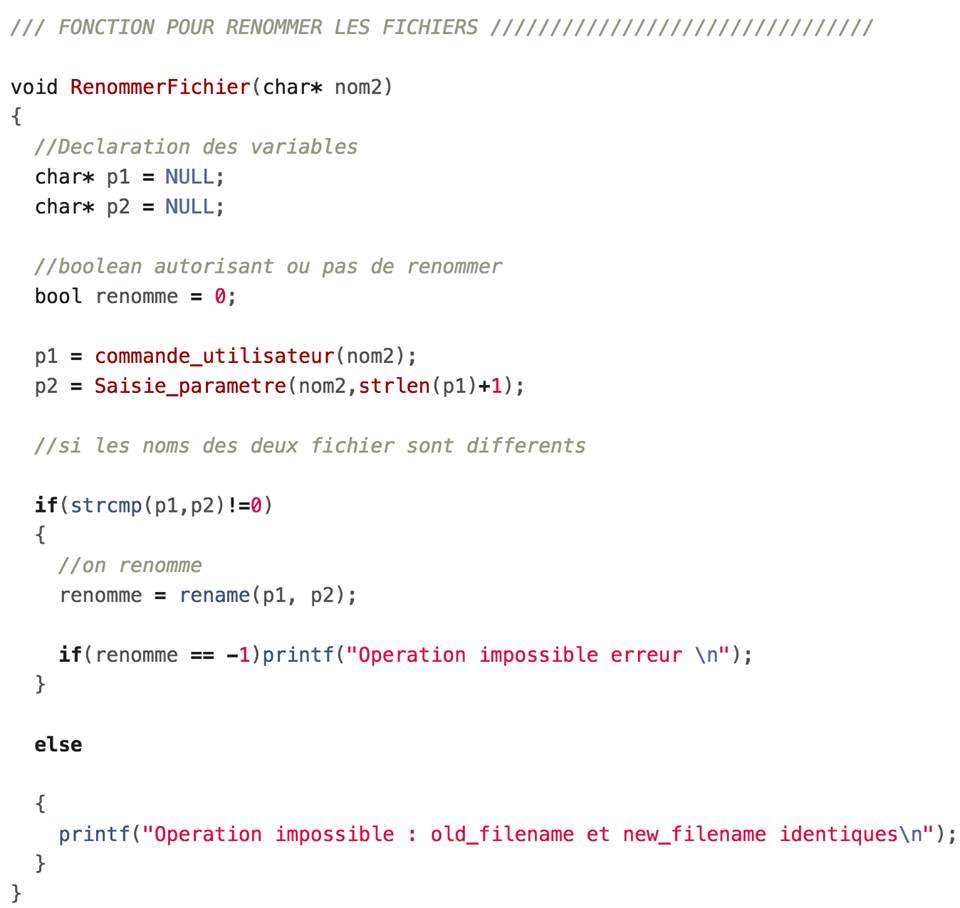 /// FONCTION POUR RENOMMER LES FICHIERS ////////////////////////////////
void RenommerFichier(char* nom2)
{
//Declaration des variables
char* p1 = NULL;
char* p2 = NULL;
//boolean autorisant ou pas de renommer
bool renomme = 0;
p1 = commande_utilisateur(nom2);
p2 = Saisie_parametre(nom2,strlen(p1)+1);
//si les noms des deux fichier sont differents
if(strcmp(p1,p2)!=0)
{
//on renomme
renomme = rename(p1, p2);
if(renomme == -1)printf("Operation impossible erreur \n");
}
else
{
printf("Operation impossible : old_filename et new_filename identiques\n");
}
}